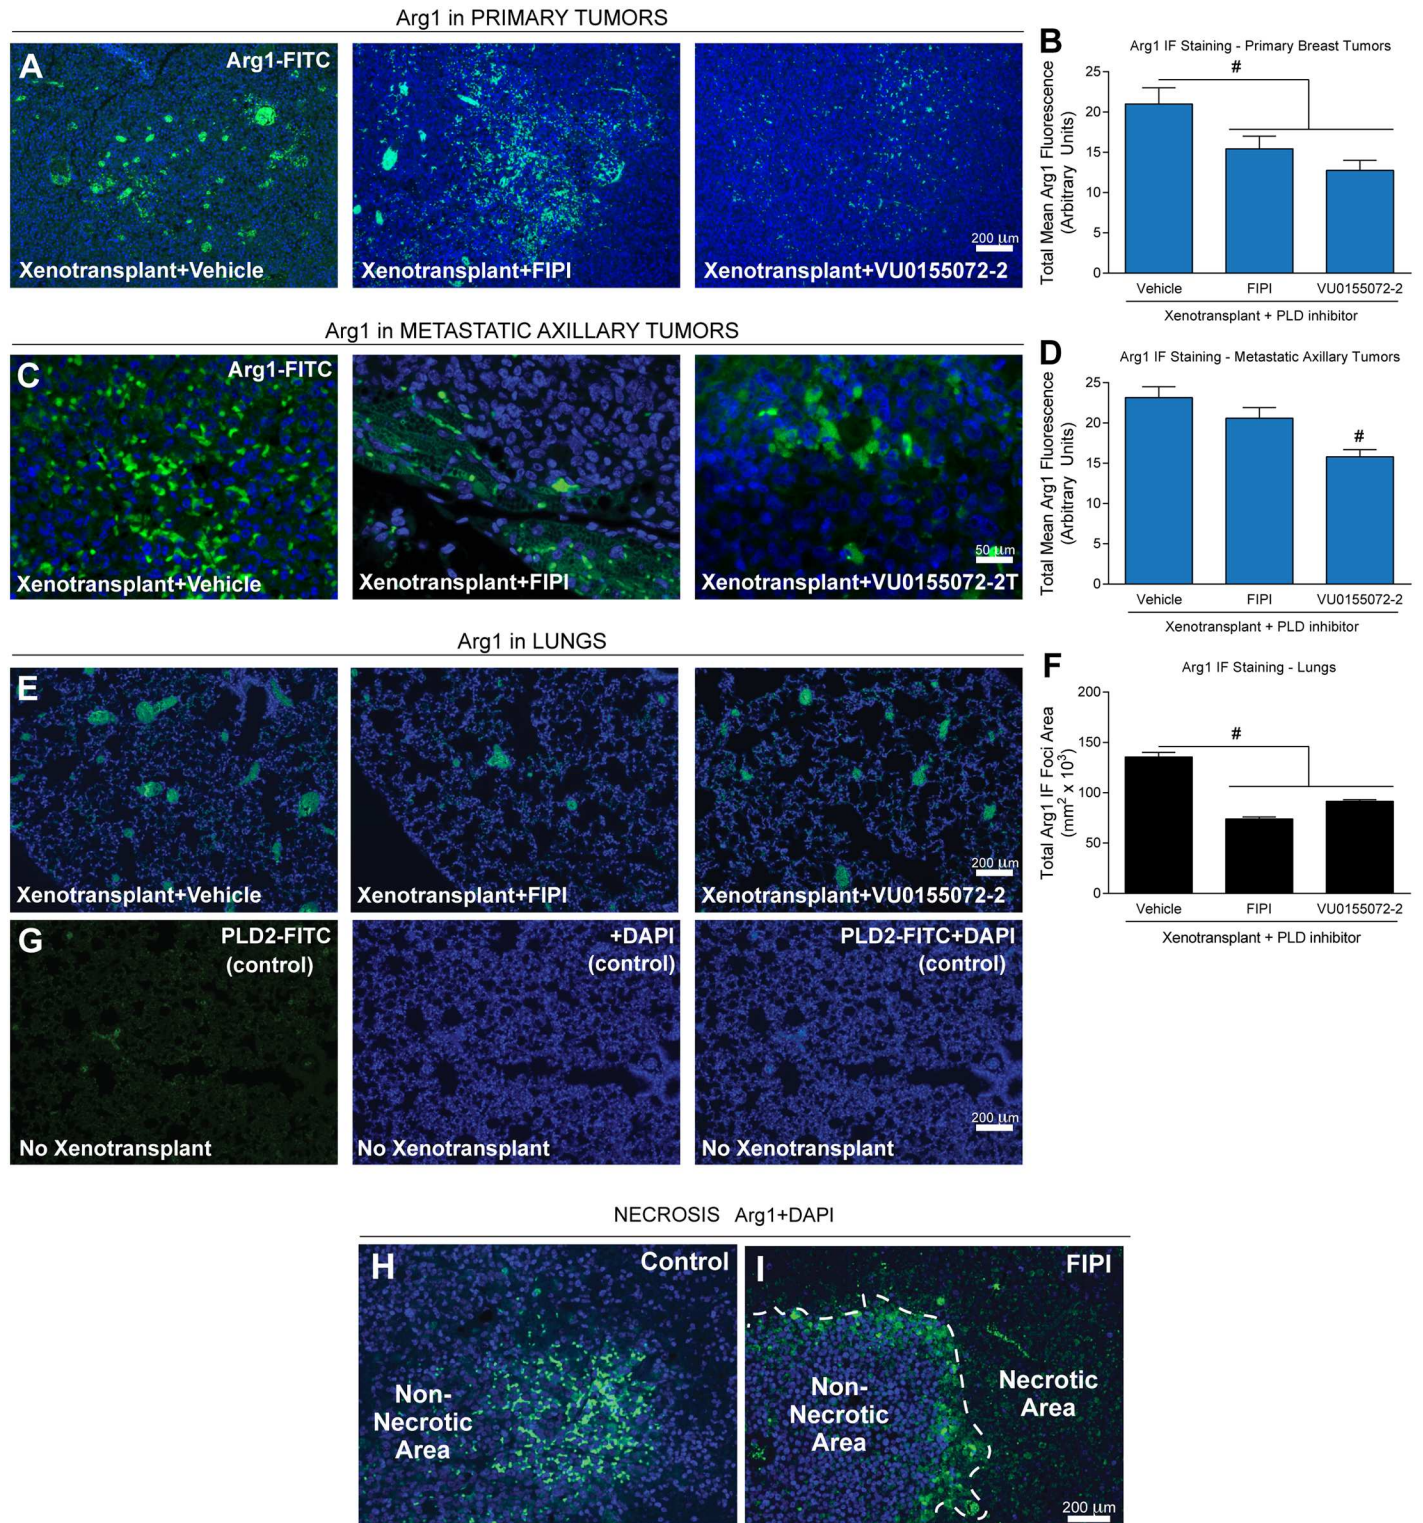 Arg1 in PRIMARY TUMORS
A
Arg1-FITC
Xenotransplant+Vehicle
Xenotransplant+FIPI
200 µm
Xenotransplant+VU0155072-2
B
Arg1 IF Staining - Primary Breast Tumors
Total Mean Arg1 Fluorescence
(Arbitrary Units)
25
20
15
10
5
0
#
Vehicle
FIPI
VU0155072-2
Xenotransplant + PLD inhibitor
Arg1 in METASTATIC AXILLARY TUMORS
C
Arg1-FITC
Xenotransplant+Vehicle
Xenotransplant+FIPI
50 µm
Xenotransplant+VU0155072-2T
D
Arg1 IF Staining - Metastatic Axillary Tumors
Total Mean Arg1 Fluorescence
(Arbitrary Units)
25
20
15
10
5
0
#
Vehicle
FIPI
VU0155072-2
Xenotransplant + PLD inhibitor
Arg1 in LUNGS
E
Xenotransplant+Vehicle
Xenotransplant+FIPI
200 µm
Xenotransplant+VU0155072-2
F
Arg1 IF Staining - Lungs
Total Arg1 IF Foci Area
(mm² x 10³)
200
150
100
50
0
#
Vehicle
FIPI
VU0155072-2
Xenotransplant + PLD inhibitor
G
PLD2-FITC
(control)
No Xenotransplant
+DAPI
(control)
No Xenotransplant
PLD2-FITC+DAPI
(control)
200 µm
No Xenotransplant
NECROSIS Arg1+DAPI
H
Control
Non-
Necrotic
Area
I
FIPI
Non-
Necrotic
Area
Necrotic
Area
200 µm